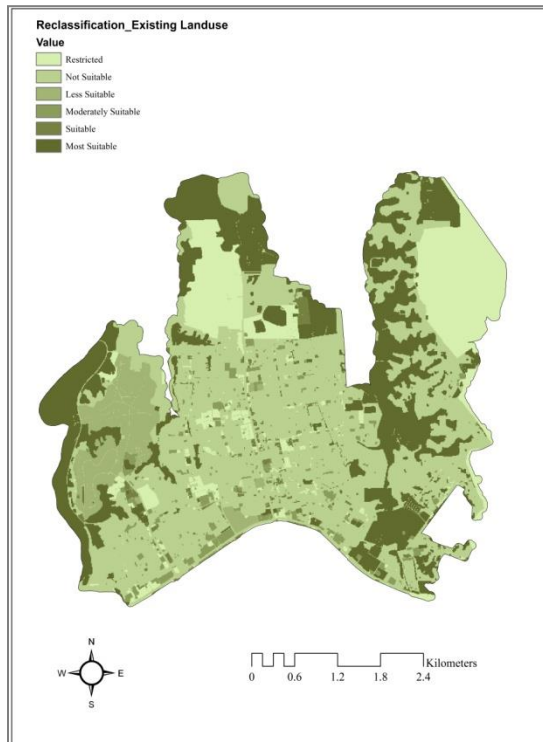 Reclassification_Existing Landuse
Value
Restricted
Not Suitable
Less Suitable
Moderately Suitable
Suitable
Most Suitable
N
W E
S
Kilometers
0 0.6 1.2 1.8 2.4